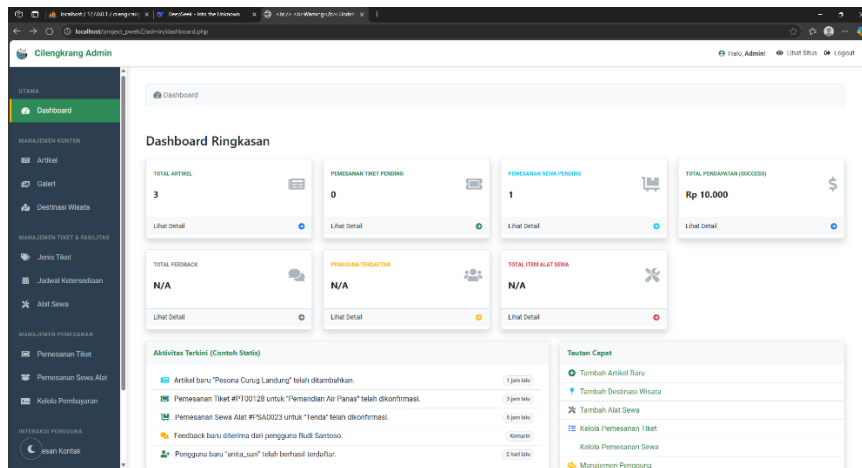 localhost / 127.0.0.1 / cilengkrang
DeepSeek - Into the Unknown
<br /> <b>Warning</b>: Undefi
localhost/project_pweb2/admin/dashboard.php
Cilengkrang Admin
Halo, Admin!
Lihat Situs
Logout
UTAMA
Dashboard
MANAJEMEN KONTEN
Artikel
Galeri
Destinasi Wisata
MANAJEMEN TIKET & FASILITAS
Jenis Tiket
Jadwal Ketersediaan
Alat Sewa
MANAJEMEN PEMESANAN
Pemesanan Tiket
Pemesanan Sewa Alat
Kelola Pembayaran
INTERAKSI PENGGUNA
esan Kontak
Dashboard
Dashboard Ringkasan
TOTAL ARTIKEL
3
Lihat Detail
PEMESANAN TIKET PENDING
0
Lihat Detail
PEMESANAN SEWA PENDING
1
Lihat Detail
TOTAL PENDAPATAN (SUCCESS)
Rp 10.000
Lihat Detail
TOTAL FEEDBACK
N/A
Lihat Detail
PENGGUNA TERDAFTAR
N/A
Lihat Detail
TOTAL ITEM ALAT SEWA
N/A
Lihat Detail
Aktivitas Terkini (Contoh Statis)
Artikel baru "Pesona Curug Landung" telah ditambahkan.
1 jam lalu
Pemesanan Tiket #PT00128 untuk "Pemandian Air Panas" telah dikonfirmasi.
3 jam lalu
Pemesanan Sewa Alat #PSA0023 untuk "Tenda" telah dikonfirmasi.
5 jam lalu
Feedback baru diterima dari pengguna Budi Santoso.
Kemarin
Pengguna baru "anita_sari" telah berhasil terdaftar.
2 hari lalu
Tautan Cepat
Tambah Artikel Baru
Tambah Destinasi Wisata
Tambah Alat Sewa
Kelola Pemesanan Tiket
Kelola Pemesanan Sewa
Manajemen Pengguna